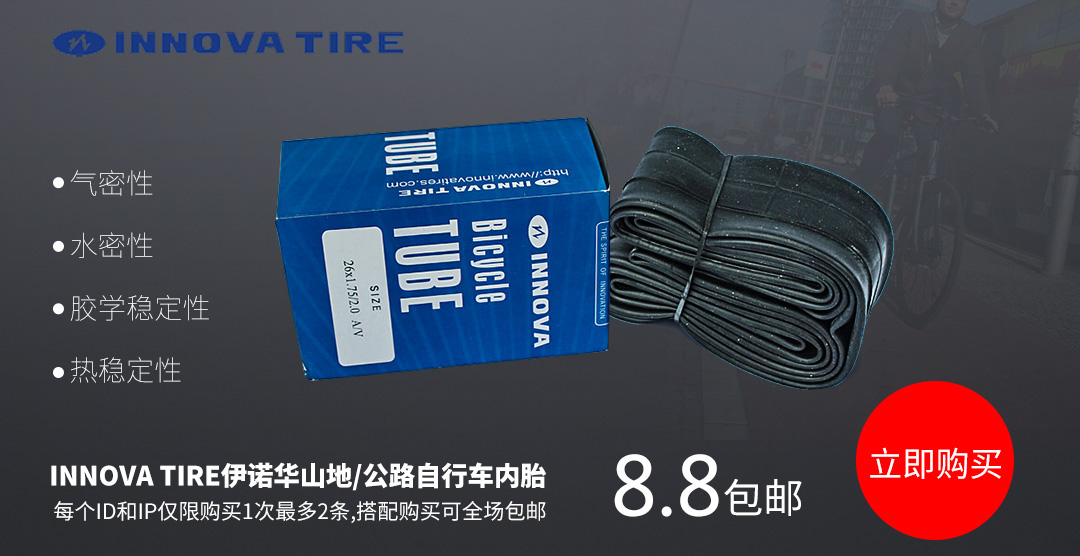 INNOVA TIRE
气密性
水密性
胶学稳定性
热稳定性
TUBE
http://www.innovatires.com
INNOVA TIRE
INNOVA
Bicycle
TUBE
SIZE
26x1.75/2.0 A/V
THE SPIRIT OF INNOVATION
INNOVA TIRE伊诺华山地/公路自行车内胎
每个ID和IP仅限购买1次最多2条,搭配购买可全场包邮
8.8包邮
立即购买